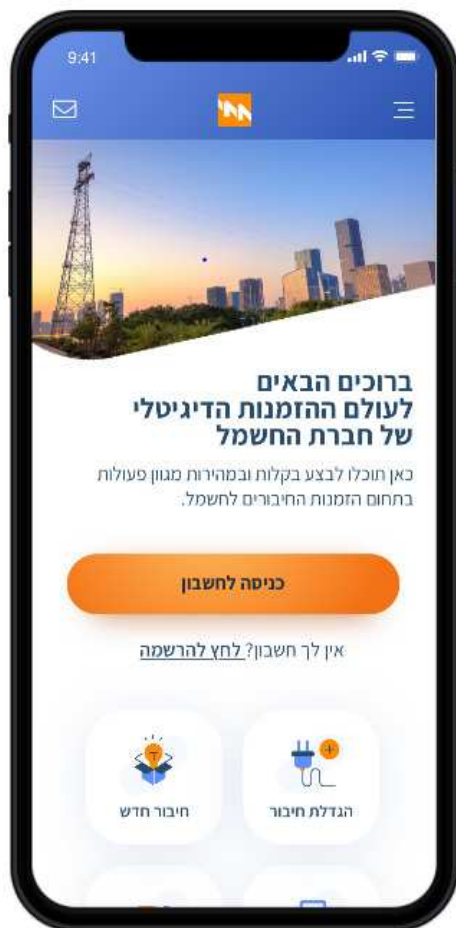 9:41
ברוכים הבאים
לעולם ההזמנות הדיגיטלי
של חברת החשמל
כאן תוכלו לבצע בקלות ובמהירות מגוון פעולות
בתחום הזמנות החיבורים לחשמל.
כניסה לחשבון
אין לך חשבון? לחץ להרשמה
הגדלת חיבור
חיבור חדש